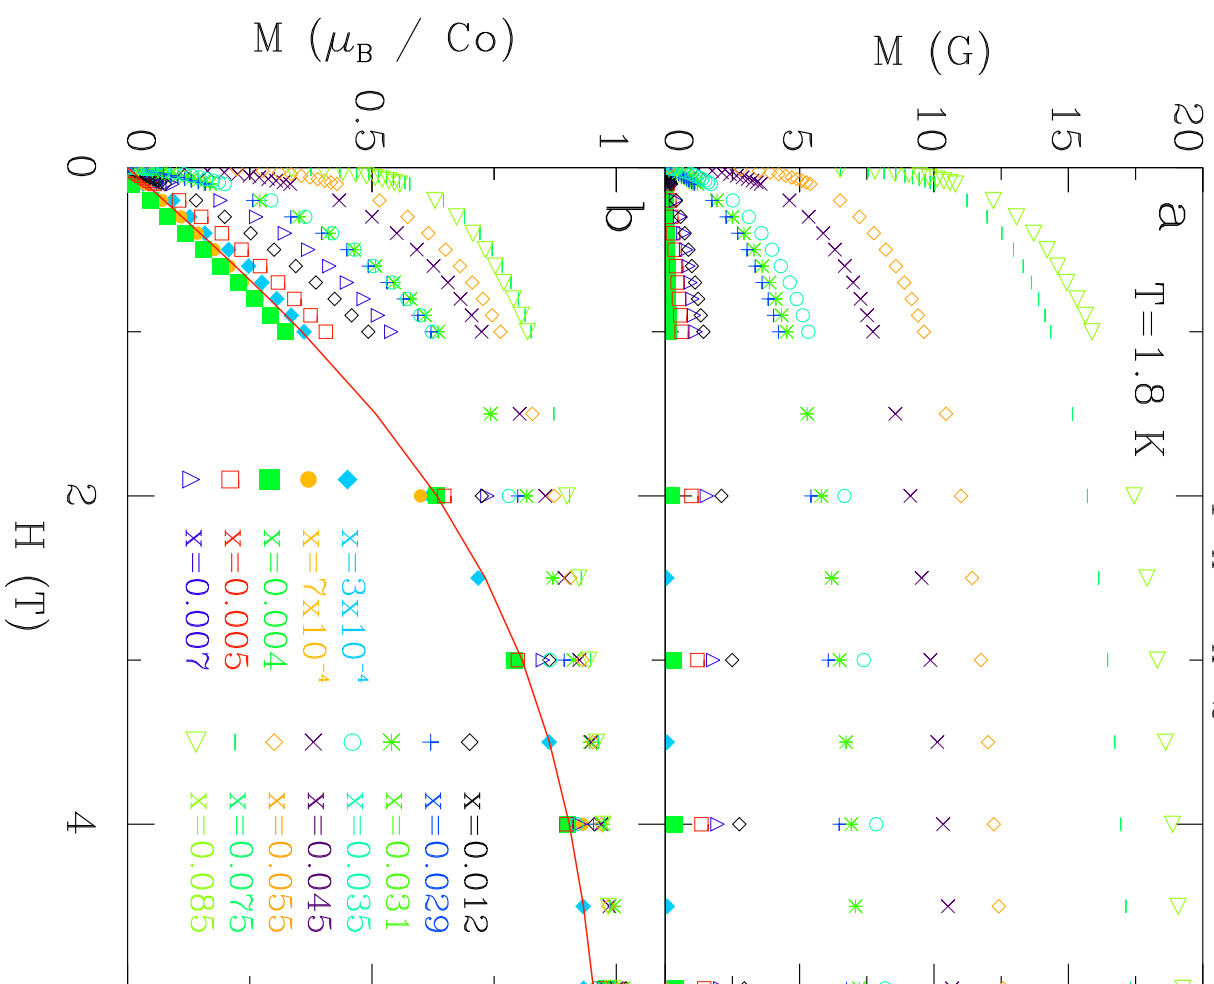 a
T=1.8 K
M (G)
0
5
10
15
20
b
M (μB / Co)
0
0.5
1
x=3x10⁻⁴
x=7x10⁻⁴
x=0.004
x=0.005
x=0.007
x=0.012
x=0.029
x=0.031
x=0.035
x=0.045
x=0.055
x=0.075
x=0.085
0
2
4
H (T)